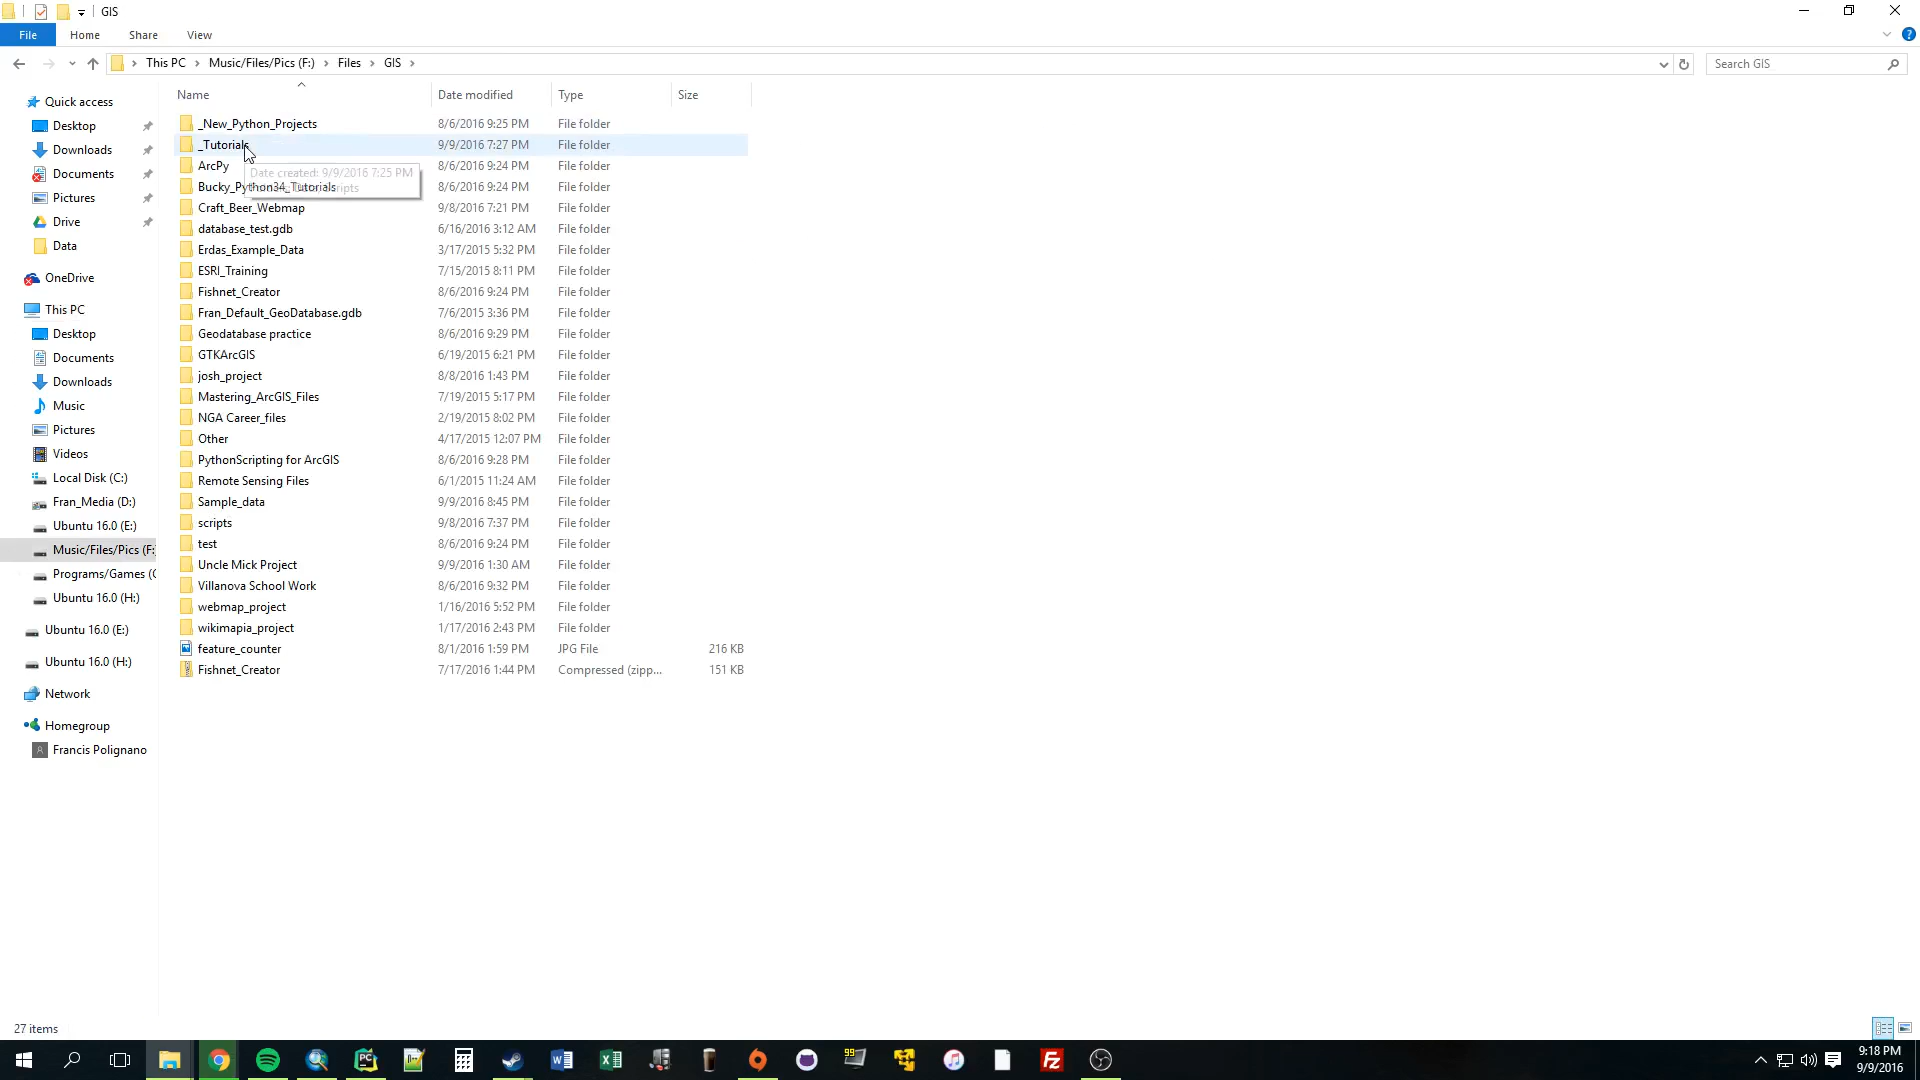 GIS
File Home Share View
This PC Music/Files/Pics (F:) Files GIS
Search GIS
Name Date modified Type Size
Quick access
Desktop
Downloads
Documents
Pictures
Drive
Data
OneDrive
This PC
Desktop
Documents
Downloads
Music
Pictures
Videos
Local Disk (C:)
Fran_Media (D:)
Ubuntu 16.0 (E:)
Music/Files/Pics (F:
Programs/Games (
Ubuntu 16.0 (H:)
Ubuntu 16.0 (E:)
Ubuntu 16.0 (H:)
Network
Homegroup
Francis Polignano
_New_Python_Projects 8/6/2016 9:25 PM File folder
_Tutorials 9/9/2016 7:27 PM File folder
ArcPy 8/6/2016 9:24 PM File folder
Date created: 9/9/2016 7:25 PM
Bucky_Python34_Tutorials 8/6/2016 9:24 PM File folder
Craft_Beer_Webmap 9/8/2016 7:21 PM File folder
database_test.gdb 6/16/2016 3:12 AM File folder
Erdas_Example_Data 3/17/2015 5:32 PM File folder
ESRI_Training 7/15/2015 8:11 PM File folder
Fishnet_Creator 8/6/2016 9:24 PM File folder
Fran_Default_GeoDatabase.gdb 7/6/2015 3:36 PM File folder
Geodatabase practice 8/6/2016 9:29 PM File folder
GTKArcGIS 6/19/2015 6:21 PM File folder
josh_project 8/8/2016 1:43 PM File folder
Mastering_ArcGIS_Files 7/19/2015 5:17 PM File folder
NGA Career_files 2/19/2015 8:02 PM File folder
Other 4/17/2015 12:07 PM File folder
PythonScripting for ArcGIS 8/6/2016 9:28 PM File folder
Remote Sensing Files 6/1/2015 11:24 AM File folder
Sample_data 9/9/2016 8:45 PM File folder
scripts 9/8/2016 7:37 PM File folder
test 8/6/2016 9:24 PM File folder
Uncle Mick Project 9/9/2016 1:30 AM File folder
Villanova School Work 8/6/2016 9:32 PM File folder
webmap_project 1/16/2016 5:52 PM File folder
wikimapia_project 1/17/2016 2:43 PM File folder
feature_counter 8/1/2016 1:59 PM JPG File 216 KB
Fishnet_Creator 7/17/2016 1:44 PM Compressed (zipp... 151 KB
27 items
9:18 PM
9/9/2016